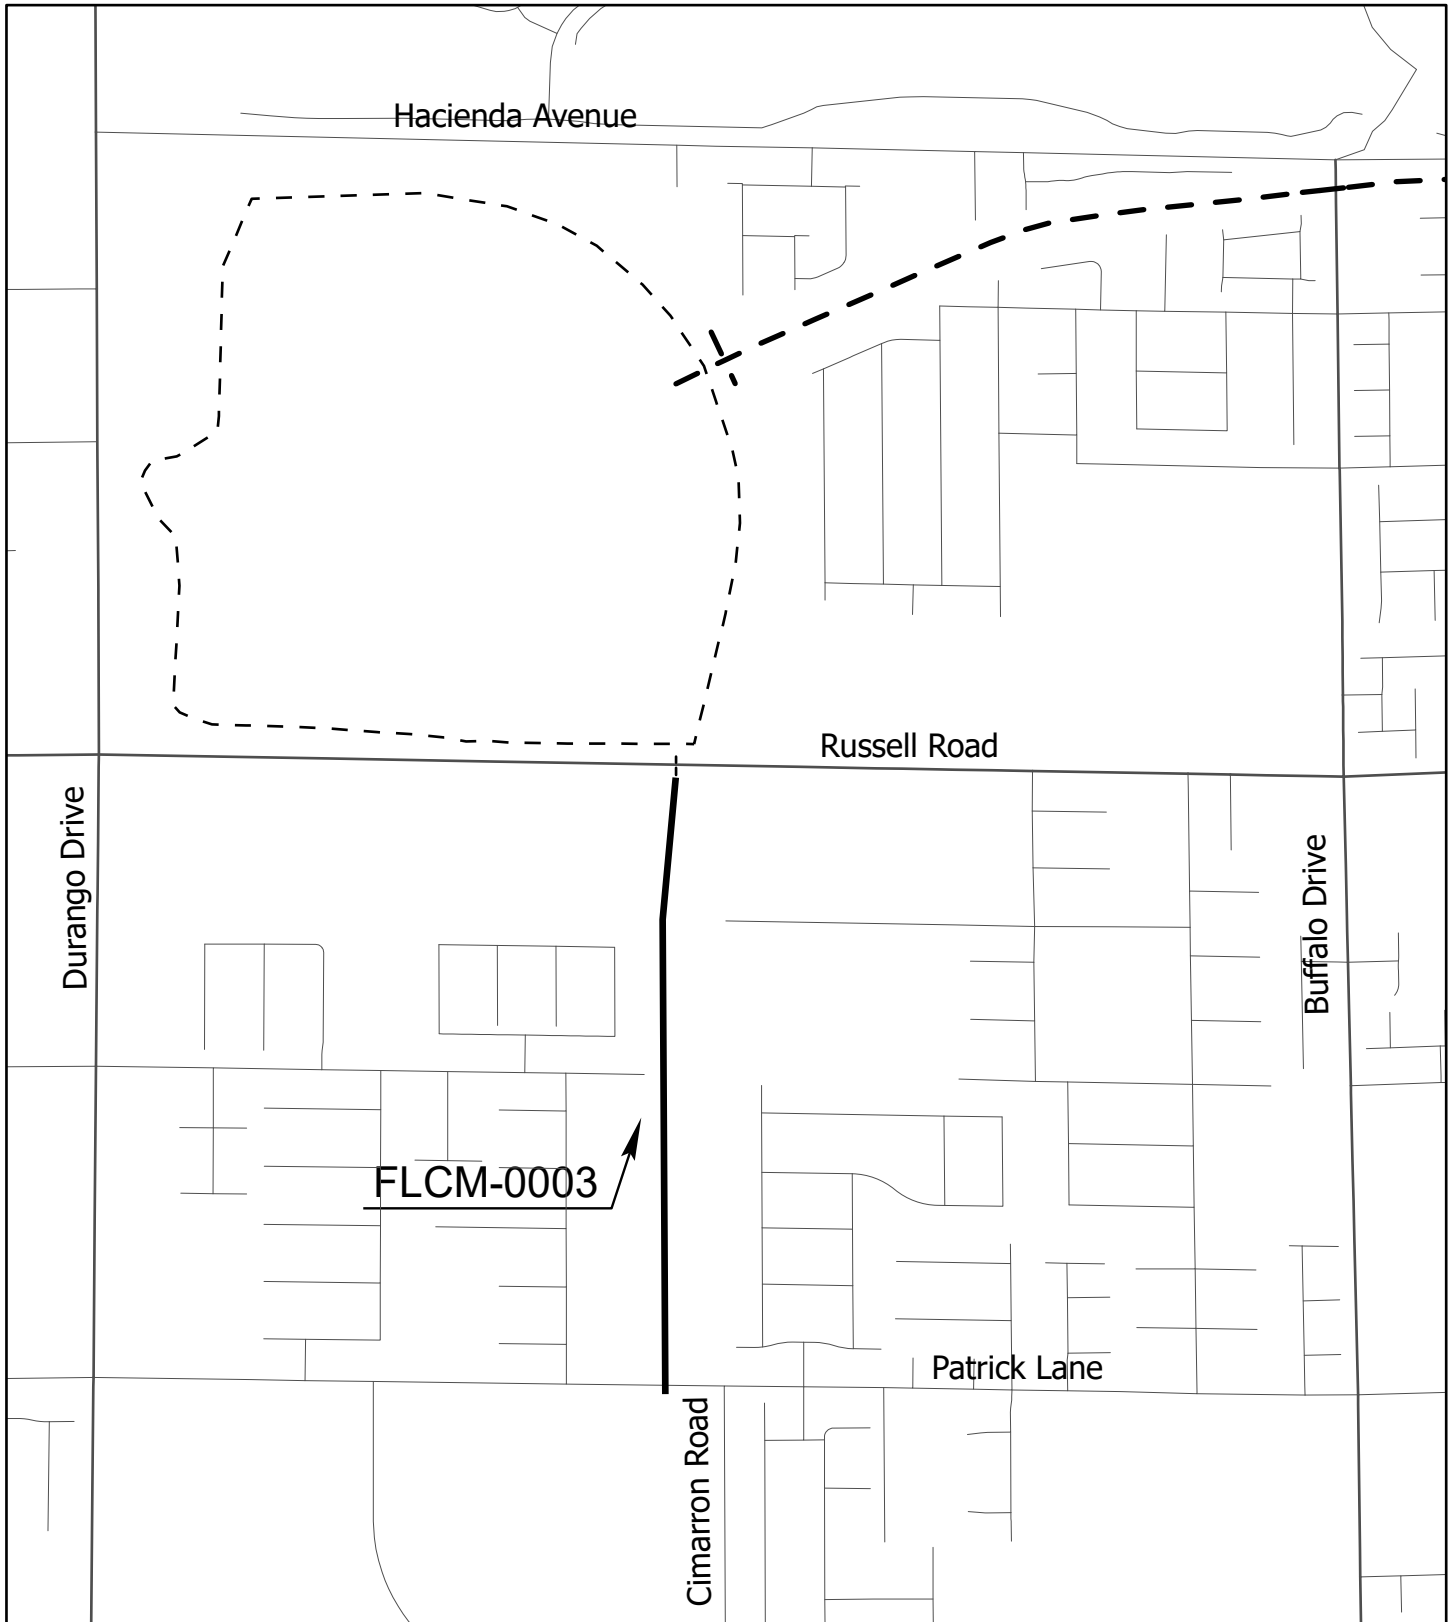 Hacienda Avenue
Russell Road
Durango Drive
Buffalo Drive
FLCM-0003
Patrick Lane
Cimarron Road